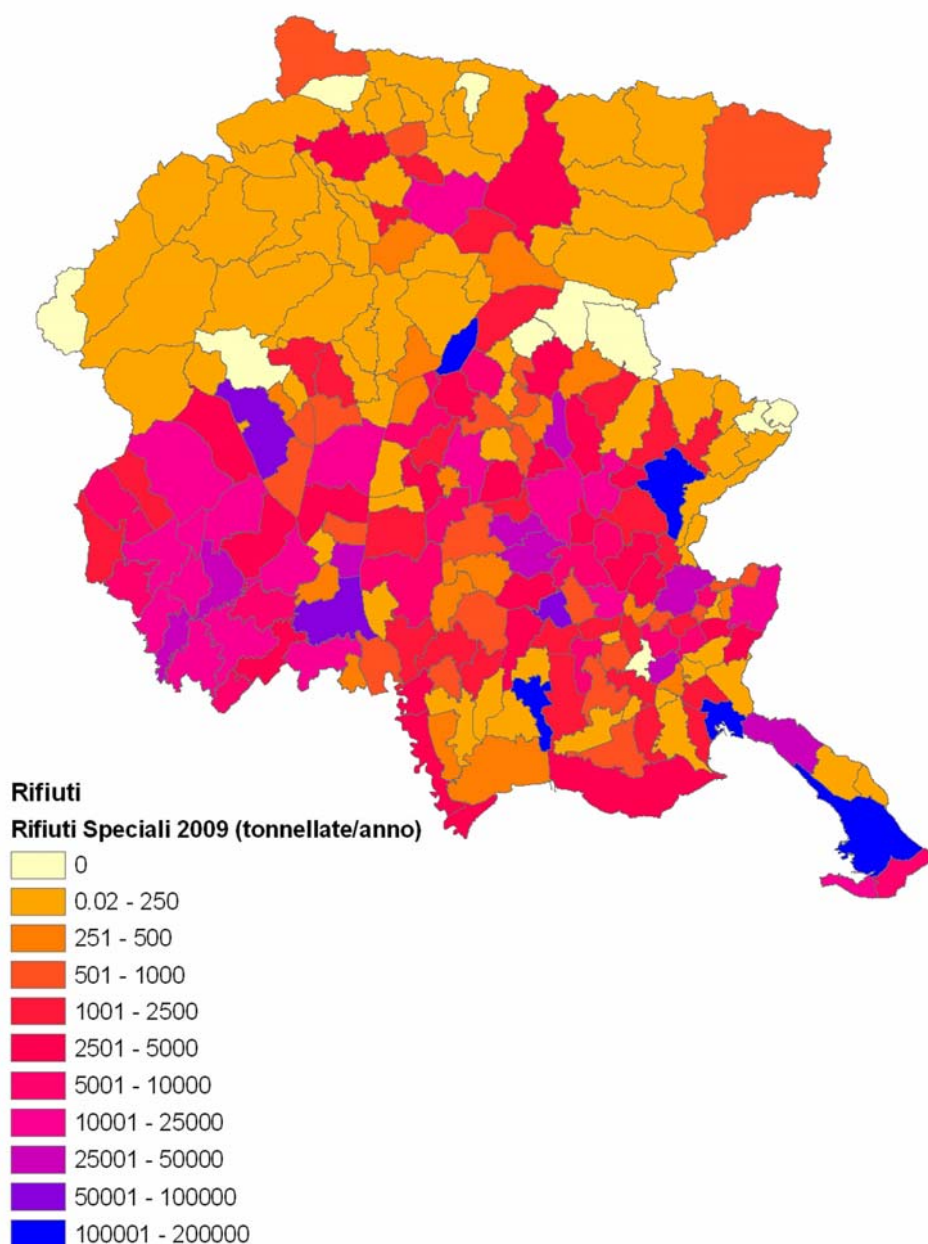 Rifiuti
Rifiuti Speciali 2009 (tonnellate/anno)
0
0.02 - 250
251 - 500
501 - 1000
1001 - 2500
2501 - 5000
5001 - 10000
10001 - 25000
25001 - 50000
50001 - 100000
100001 - 200000